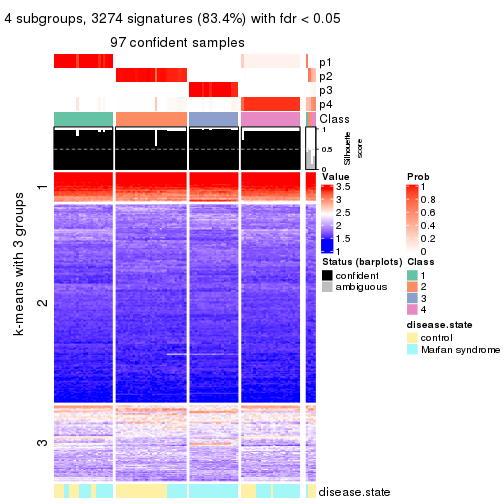 4 subgroups, 3274 signatures (83.4%) with fdr < 0.05
97 confident samples
p1
p2
p3
p4
Class
1
0.5
0
Silhouette
score
k-means with 3 groups
1
2
3
Value
3.5
3
2.5
2
1.5
1
Prob
1
0.8
0.6
0.4
0.2
0
Status (barplots)
confident
ambiguous
Class
1
2
3
4
disease.state
control
Marfan syndrome
disease.state